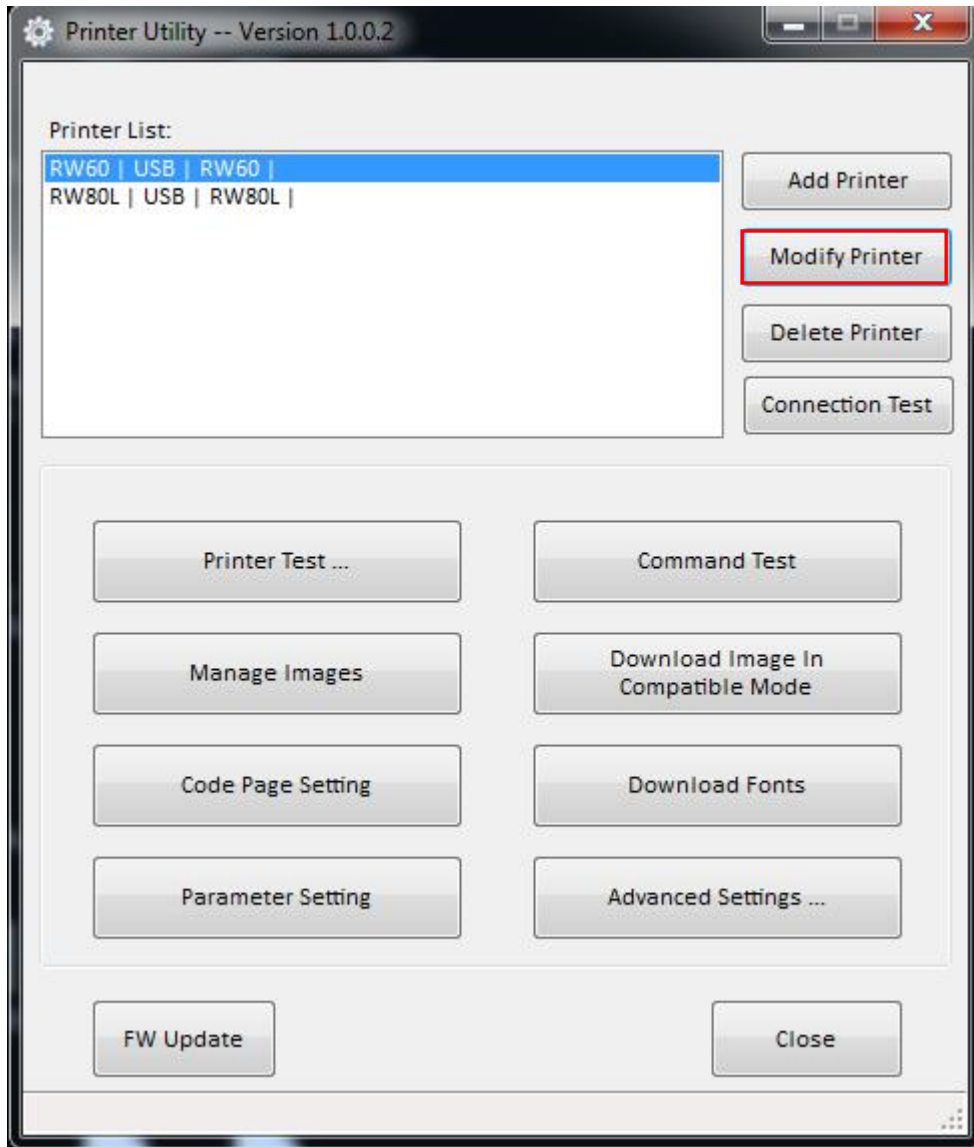 Printer Utility -- Version 1.0.0.2
Printer List:
RW60 | USB | RW60 |
RW80L | USB | RW80L |
Add Printer
Modify Printer
Delete Printer
Connection Test
Printer Test ...
Command Test
Manage Images
Download Image In
Compatible Mode
Code Page Setting
Download Fonts
Parameter Setting
Advanced Settings ...
FW Update
Close